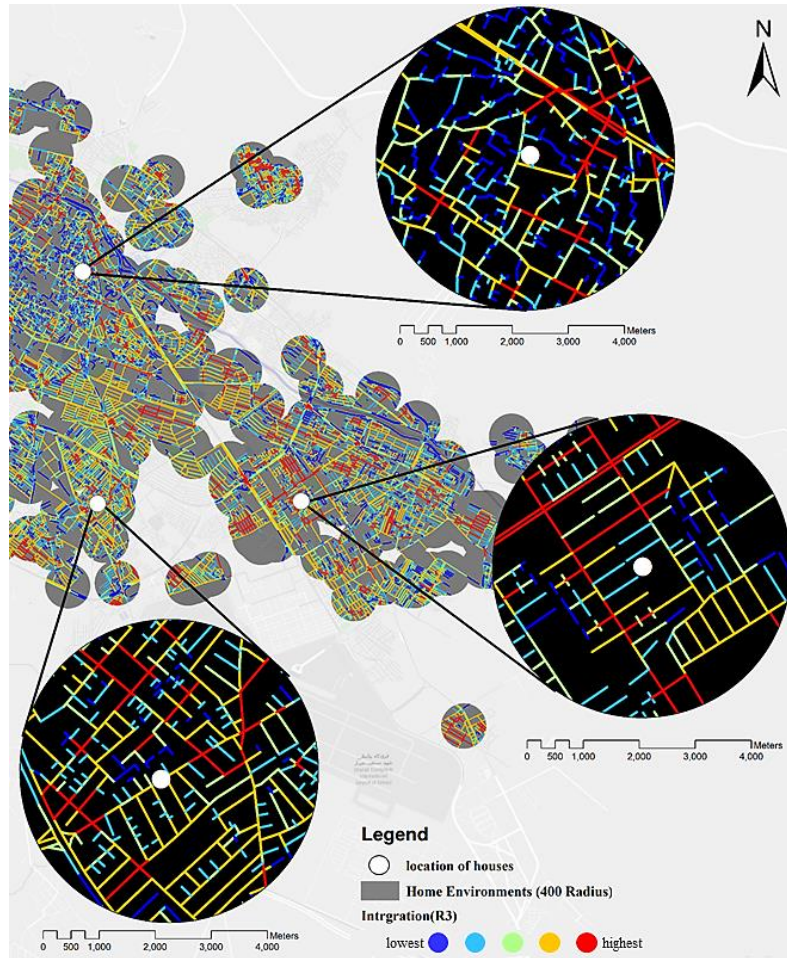 N
Meters
0 500 1,000 2,000 3,000 4,000
Meters
0 500 1,000 2,000 3,000 4,000
Meters
0 500 1,000 2,000 3,000 4,000
Legend
location of houses
Home Environments (400 Radius)
Intrgration(R3)
lowest highest